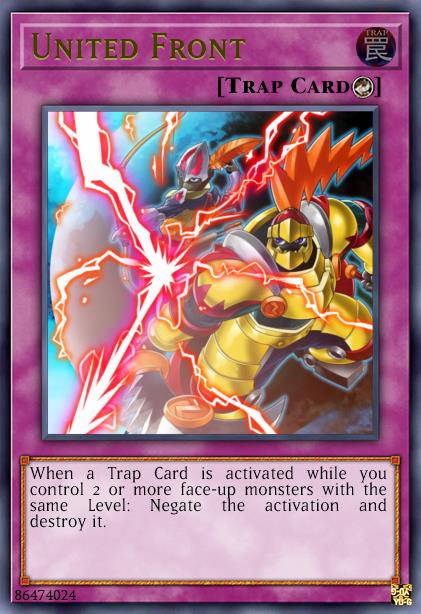 United Front
TRAP
罠
[Trap Card]
When a Trap Card is activated while you
control 2 or more face-up monsters with the
same Level: Negate the activation and
destroy it.
86474024